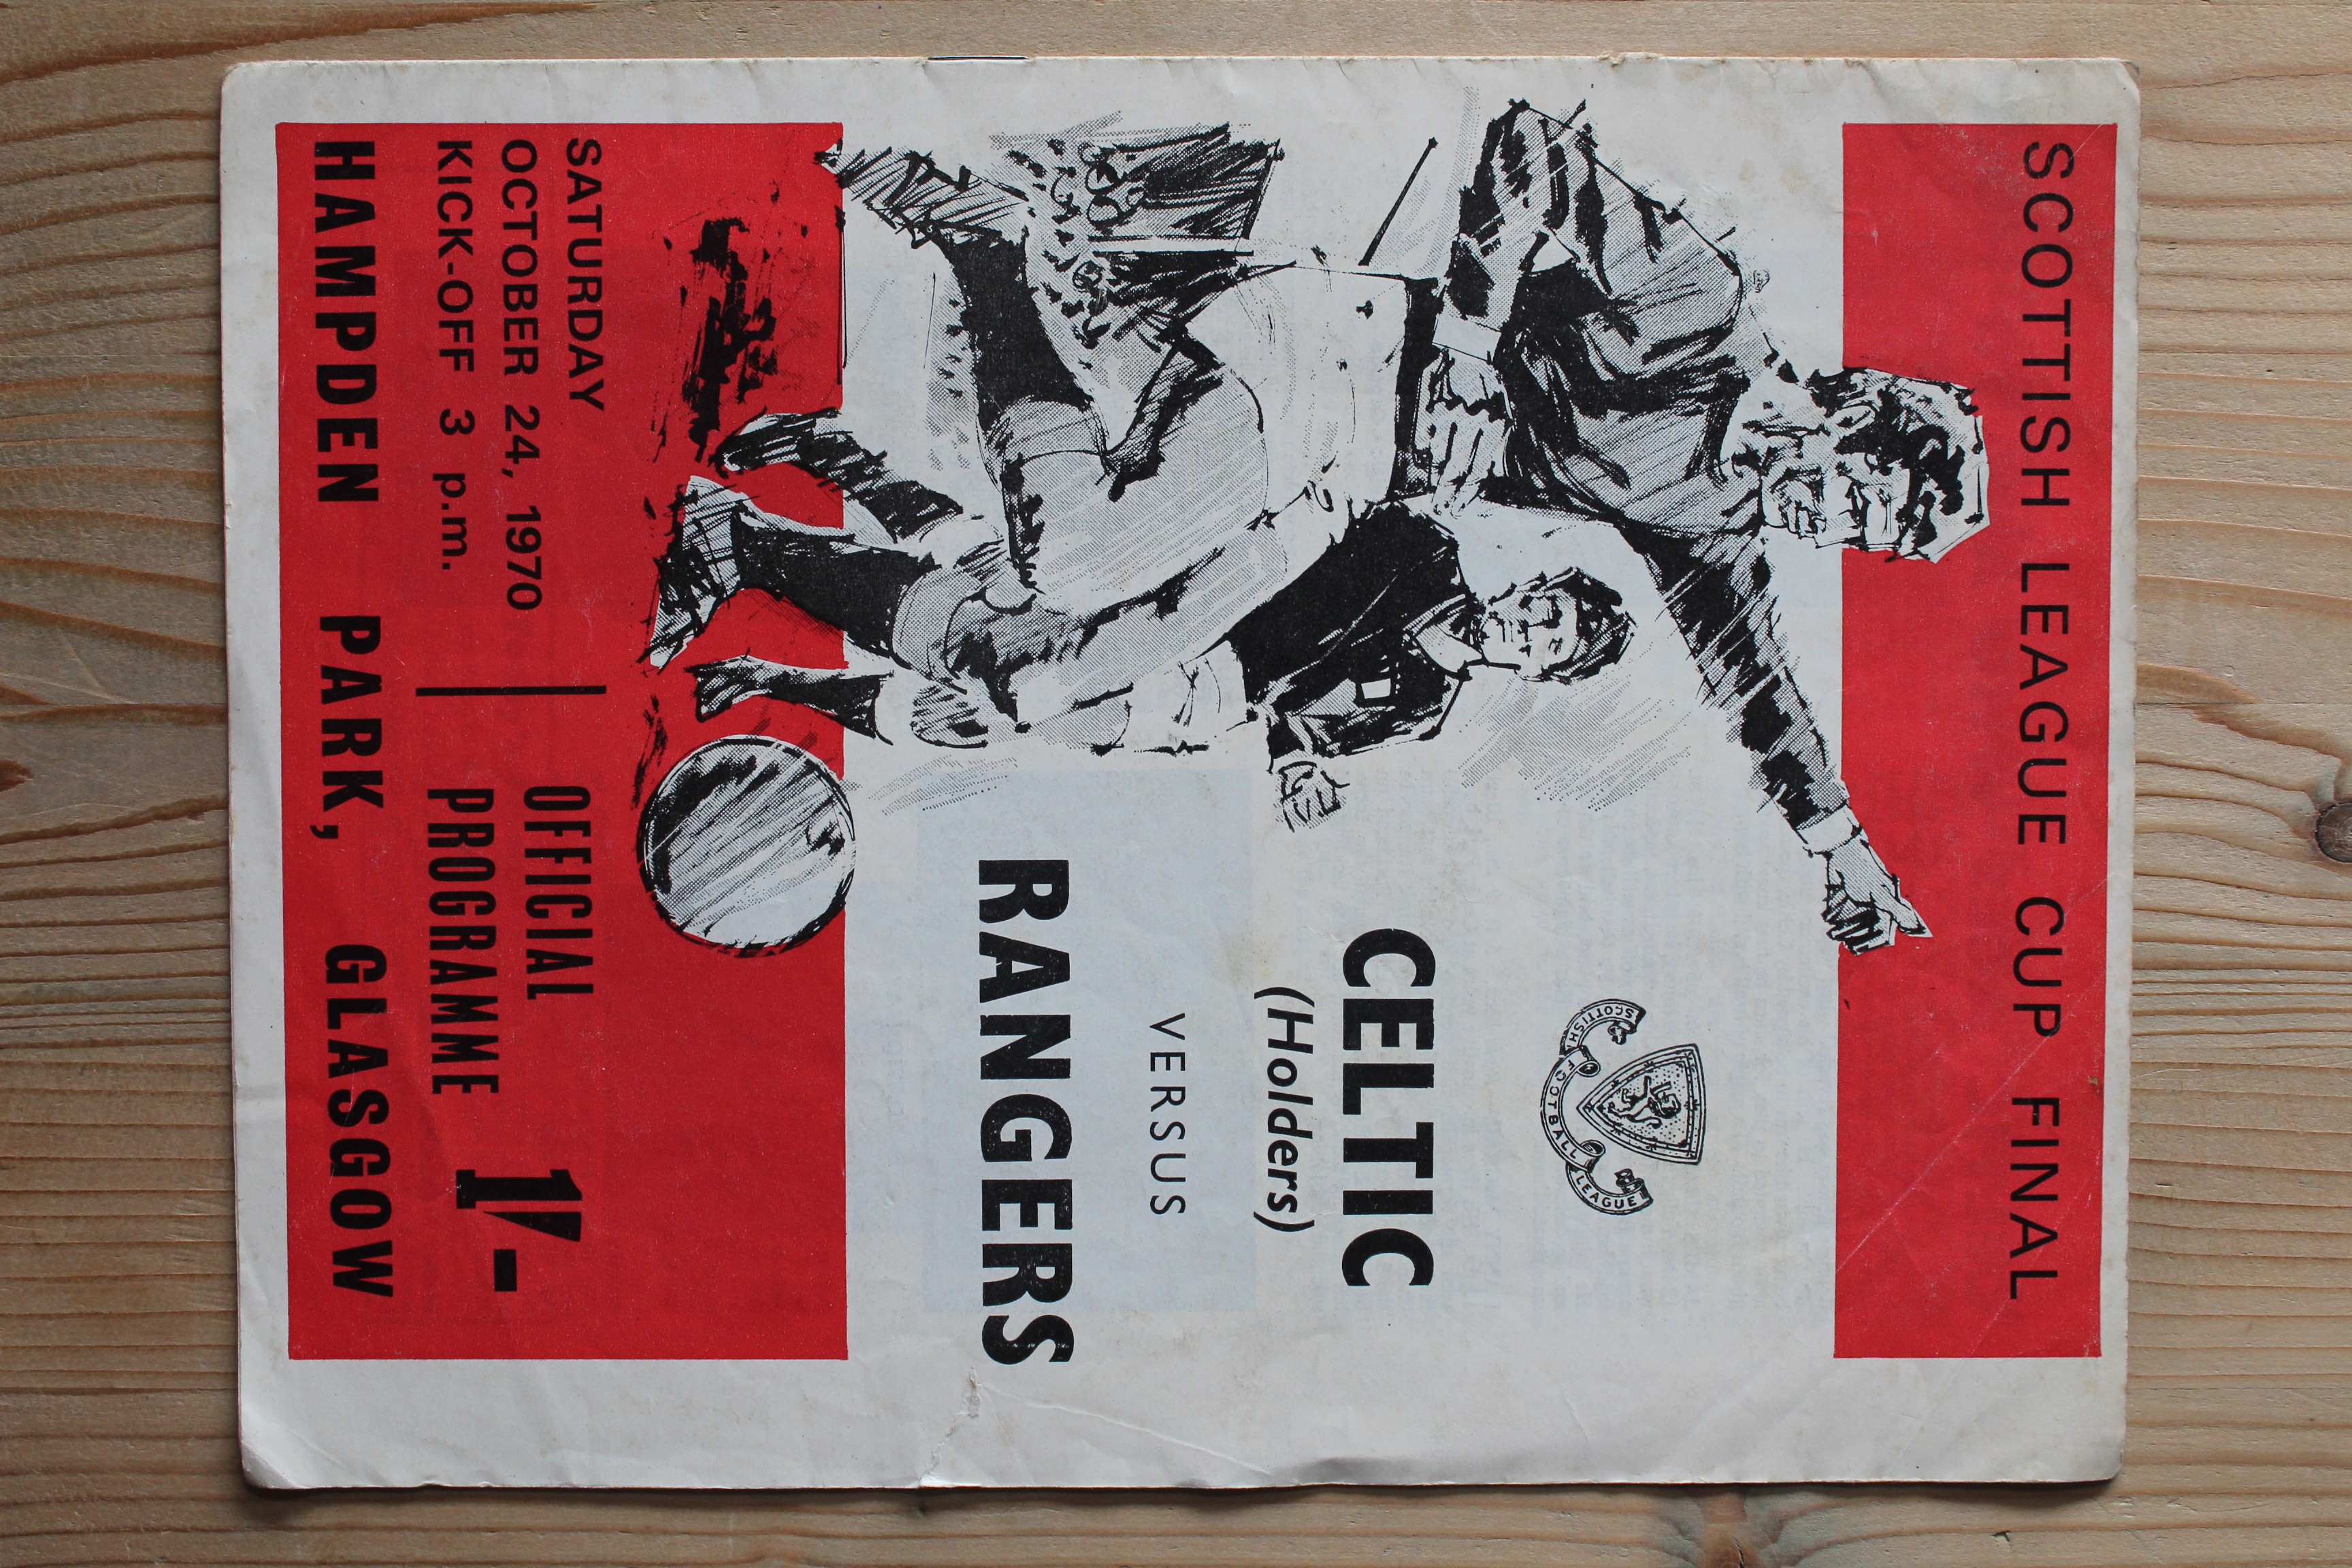 SCOTTISH LEAGUE CUP FINAL
SCOTTISH FOOTBALL LEAGUE
CELTIC
(Holders)
VERSUS
RANGERS
SATURDAY
OCTOBER 24, 1970
KICK-OFF 3 p.m.
OFFICIAL
PROGRAMME
1/-
HAMPDEN PARK, GLASGOW